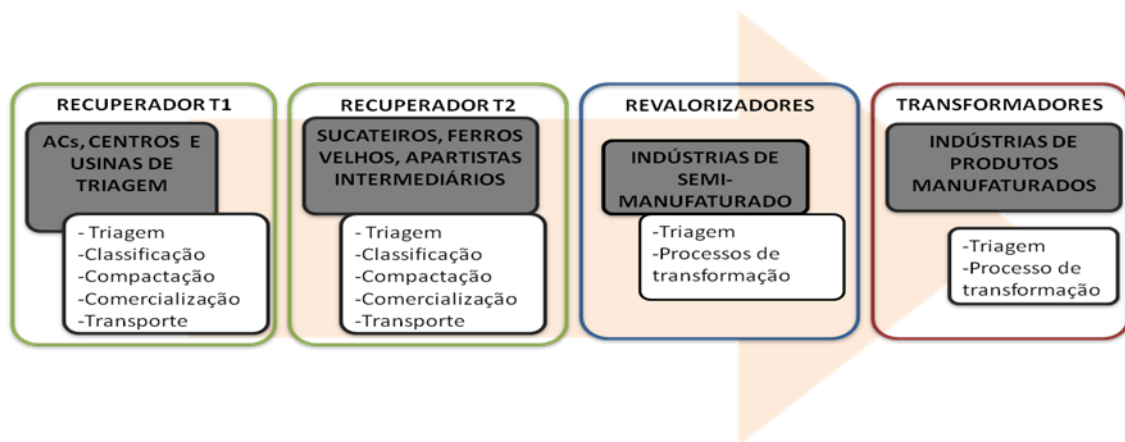 RECUPERADOR T1
ACs, CENTROS E
USINAS DE
TRIAGEM
- Triagem
-Classificação
-Compactação
-Comercialização
-Transporte
RECUPERADOR T2
SUCATEIROS, FERROS
VELHOS, APARTISTAS
INTERMEDIÁRIOS
- Triagem
-Classificação
-Compactação
-Comercialização
-Transporte
REVALORIZADORES
INDÚSTRIAS DE
SEMI-
MANUFATURADO
-Triagem
-Processos de
transformação
TRANSFORMADORES
INDÚSTRIAS DE
PRODUTOS
MANUFATURADOS
-Triagem
-Processo de
transformação